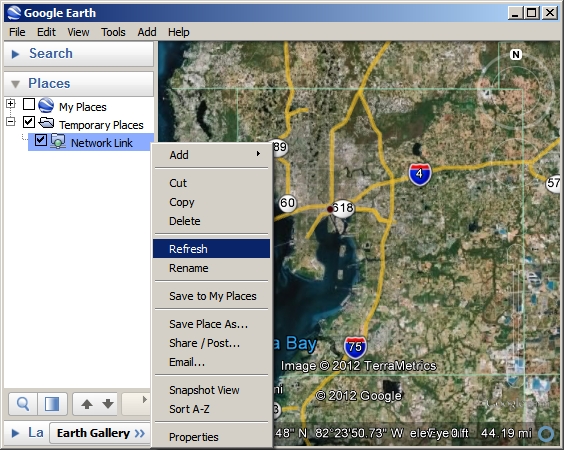 Google Earth
File Edit View Tools Add Help
Search
Places
My Places
Temporary Places
Network Link
Add
Cut
Copy
Delete
Refresh
Rename
Save to My Places
Save Place As...
Share / Post...
Email...
Snapshot View
Sort A-Z
Properties
La
Earth Gallery >>
N
89
4
57
60
618
a Bay
75
Image © 2012 TerraMetrics
© 2012 Google
48" N 82°23'50.73" W
44.19 mi